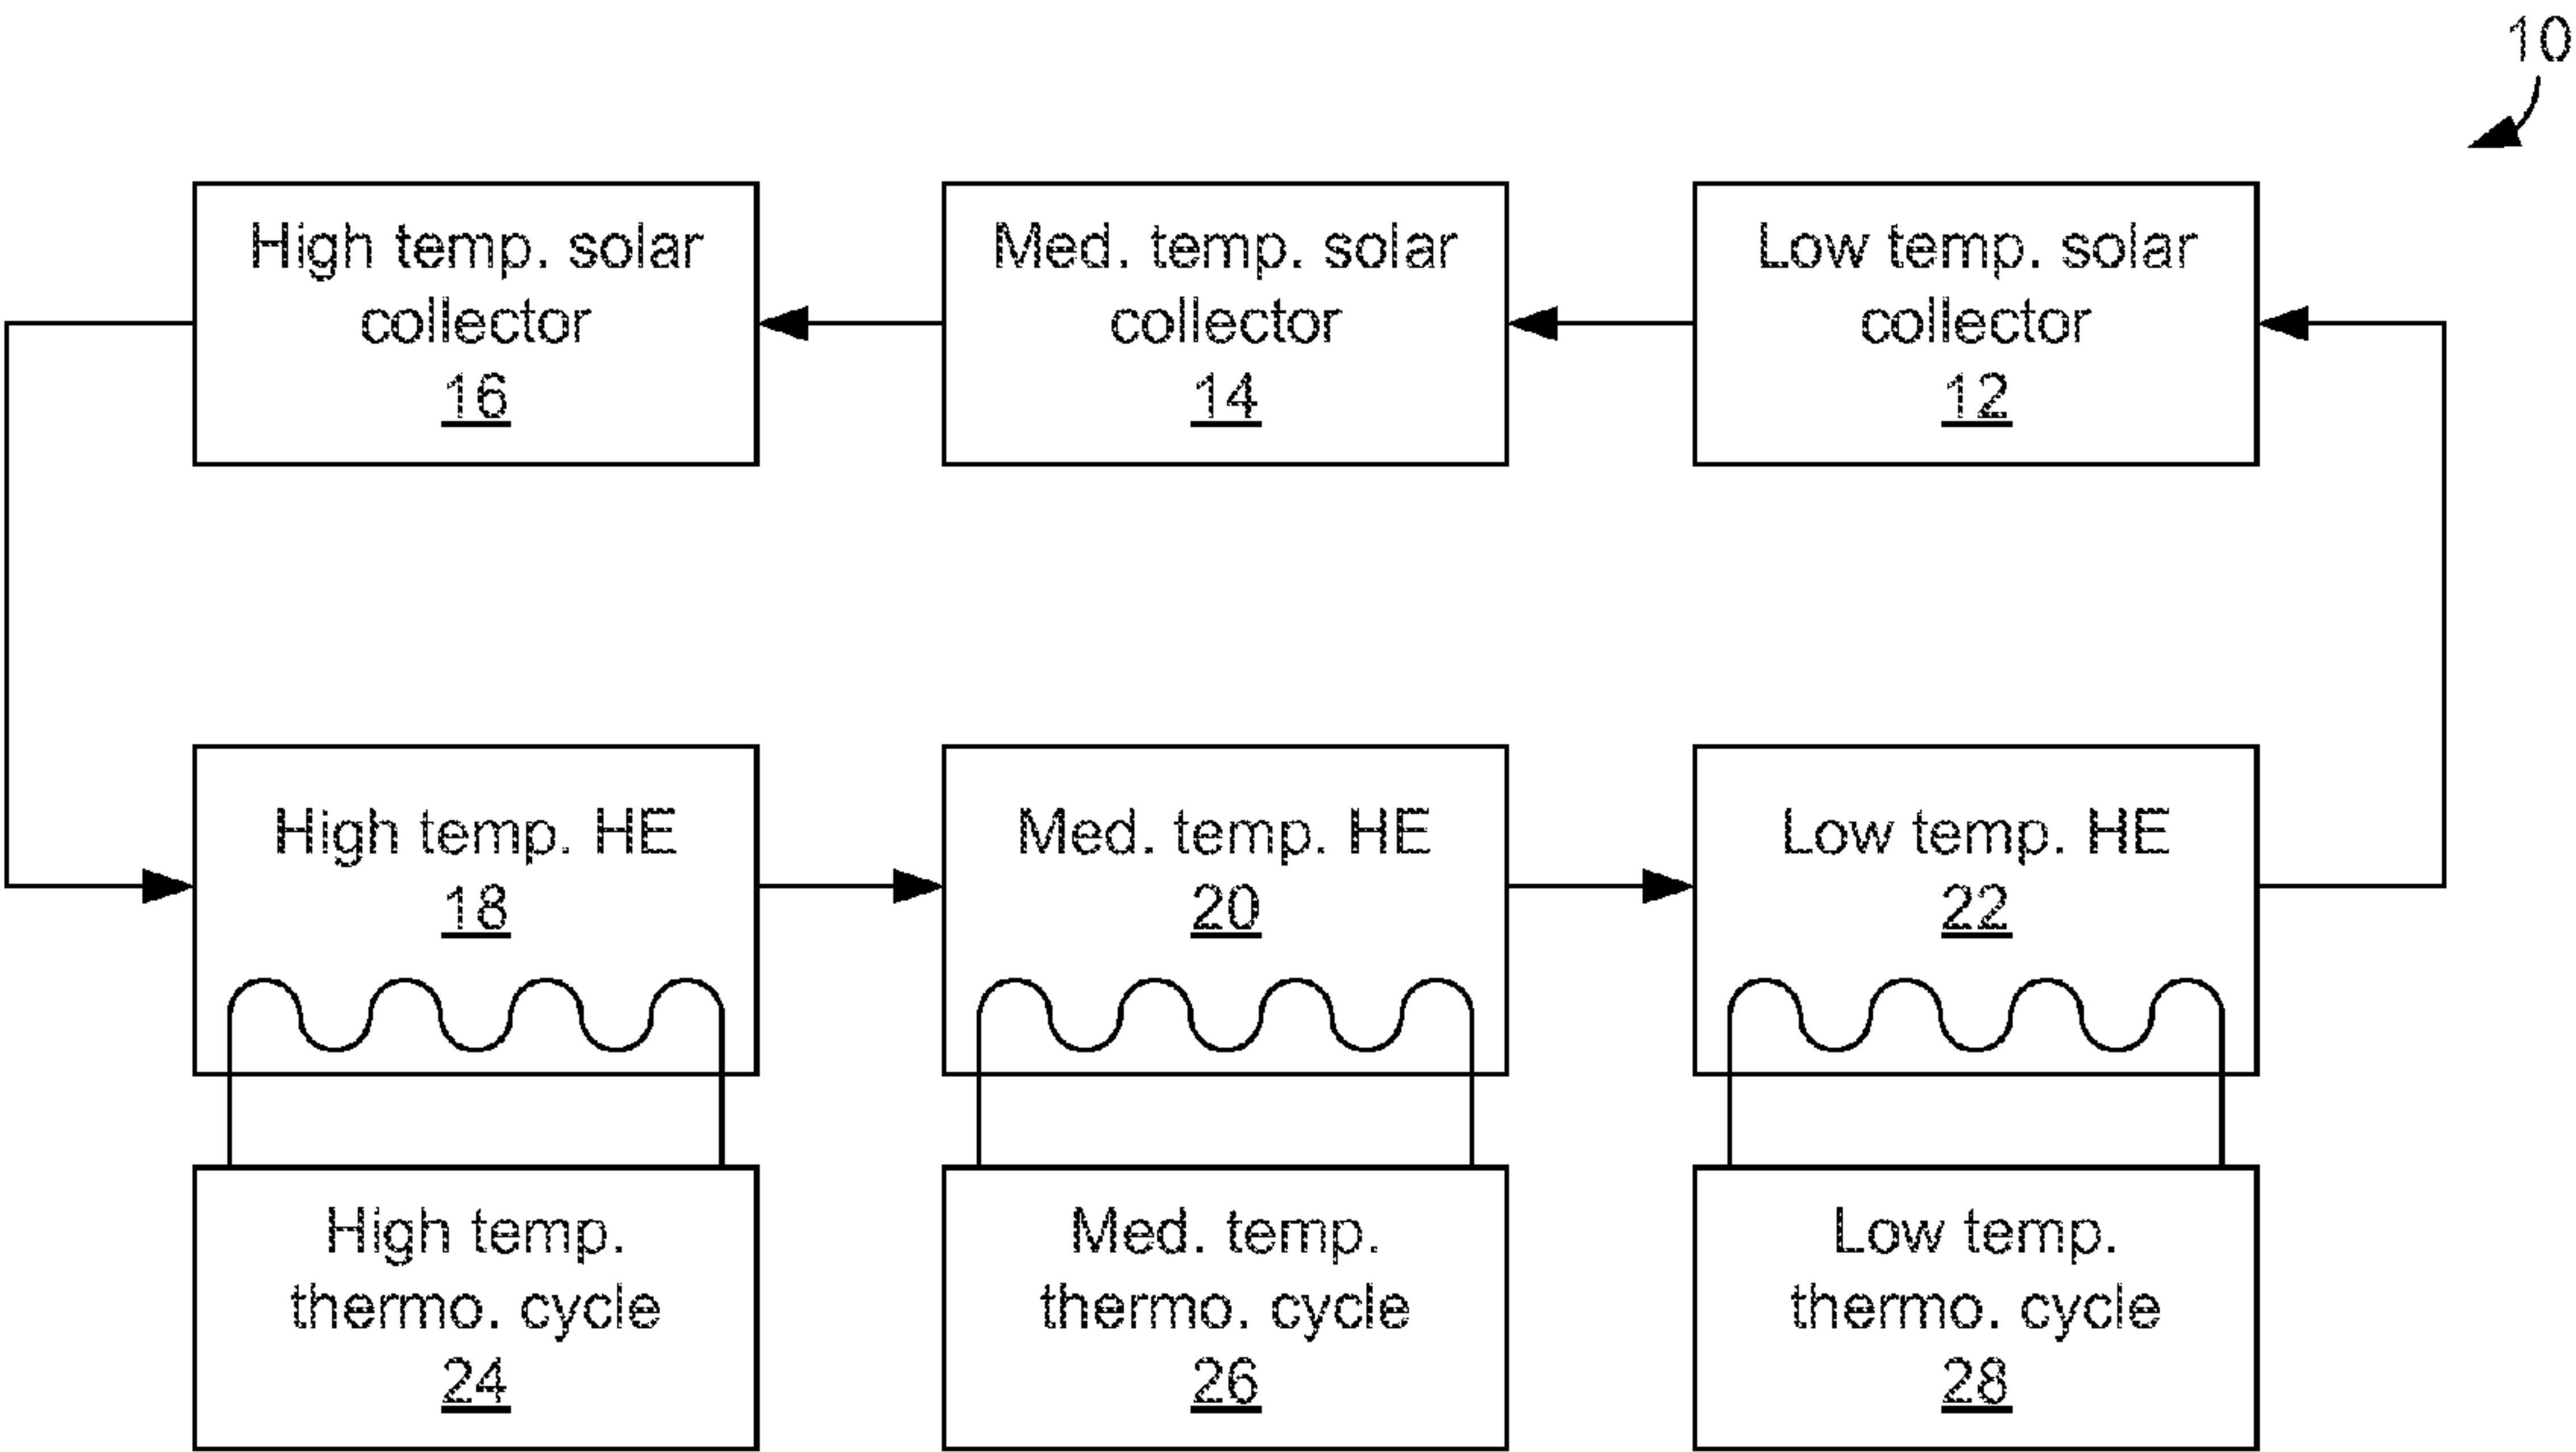 10
High temp. solar
collector
16
Med. temp. solar
collector
14
Low temp. solar
collector
12
High temp. HE
18
Med. temp. HE
20
Low temp. HE
22
High temp.
thermo. cycle
24
Med. temp.
thermo. cycle
26
Low temp.
thermo. cycle
28